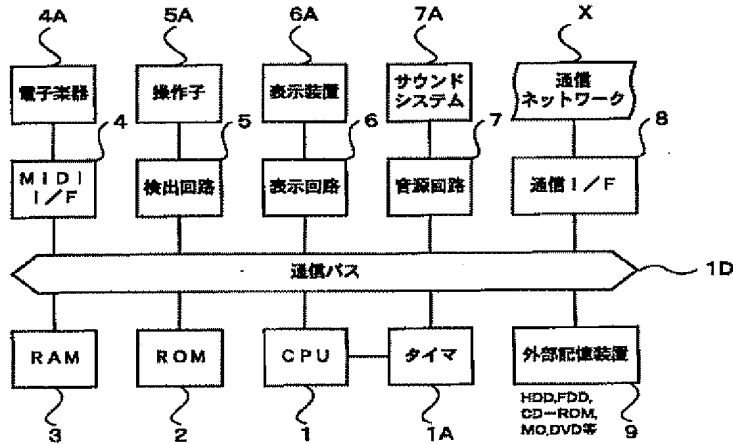 4A
5A
6A
7A
X
電子楽器
操作子
表示装置
サウンド
システム
通信
ネットワーク
4
5
6
7
8
MIDI
I/F
検出回路
表示回路
音源回路
通信I/F
通信バス
1D
RAM
ROM
CPU
タイマ
外部記憶装置
3
2
1
1A
HDD,FDD,
CD-ROM,
MO,DVD等
9